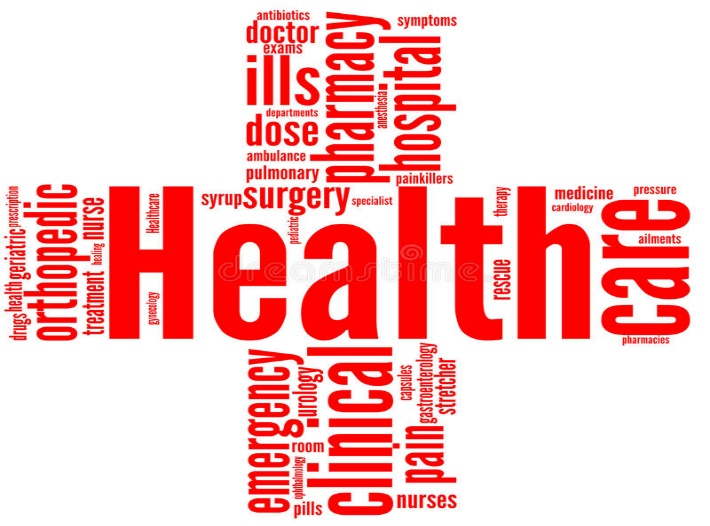 antibiotics
doctor
exams
ills
departments
dose
ambulance
pulmonary
pharmacy
anesthesia
hospital
symptoms
painkillers
drugs
health
prescription
geriatric
orthopedic
nurse
healing
treatment
Health
Healthcare
gynecology
syrup
surgery
specialist
pediatric
therapy
rescue
medicine
cardiology
pressure
care
ailments
pharmacies
dreamstime
emergency
urology
room
ophthalmology
pills
clinical
capsules
gastroenterology
stretcher
pain
nurses